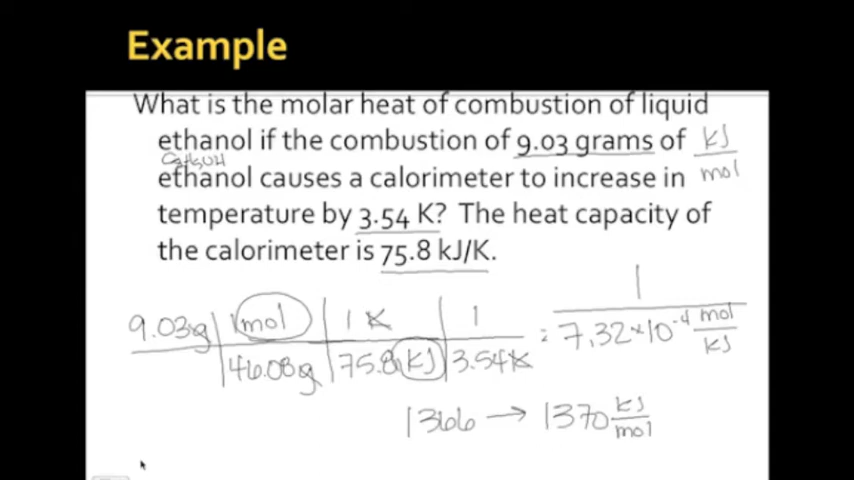 Example
What is the molar heat of combustion of liquid
ethanol if the combustion of 9.03 grams of kJ
C2H5OH mol
ethanol causes a calorimeter to increase in
temperature by 3.54 K? The heat capacity of
the calorimeter is 75.8 kJ/K.
9.03g 1mol 1 K 1 1
46.08g 75.8 kJ 3.54K = 7.32×10⁻⁴ mol
kJ
1366 → 1370 kJ
mol